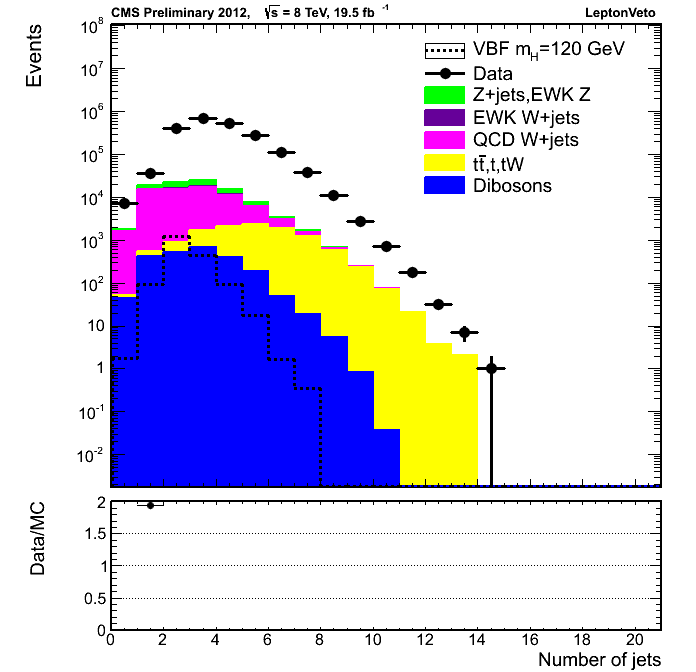 CMS Preliminary 2012, √s = 8 TeV, 19.5 fb⁻¹ LeptonVeto
Events
10⁸
10⁷
10⁶
10⁵
10⁴
10³
10²
10
1
10⁻¹
10⁻²
VBF m_H=120 GeV
Data
Z+jets,EWK Z
EWK W+jets
QCD W+jets
tt̄,t,tW
Dibosons
Data/MC
2
1.5
1
0.5
0
0 2 4 6 8 10 12 14 16 18 20
Number of jets